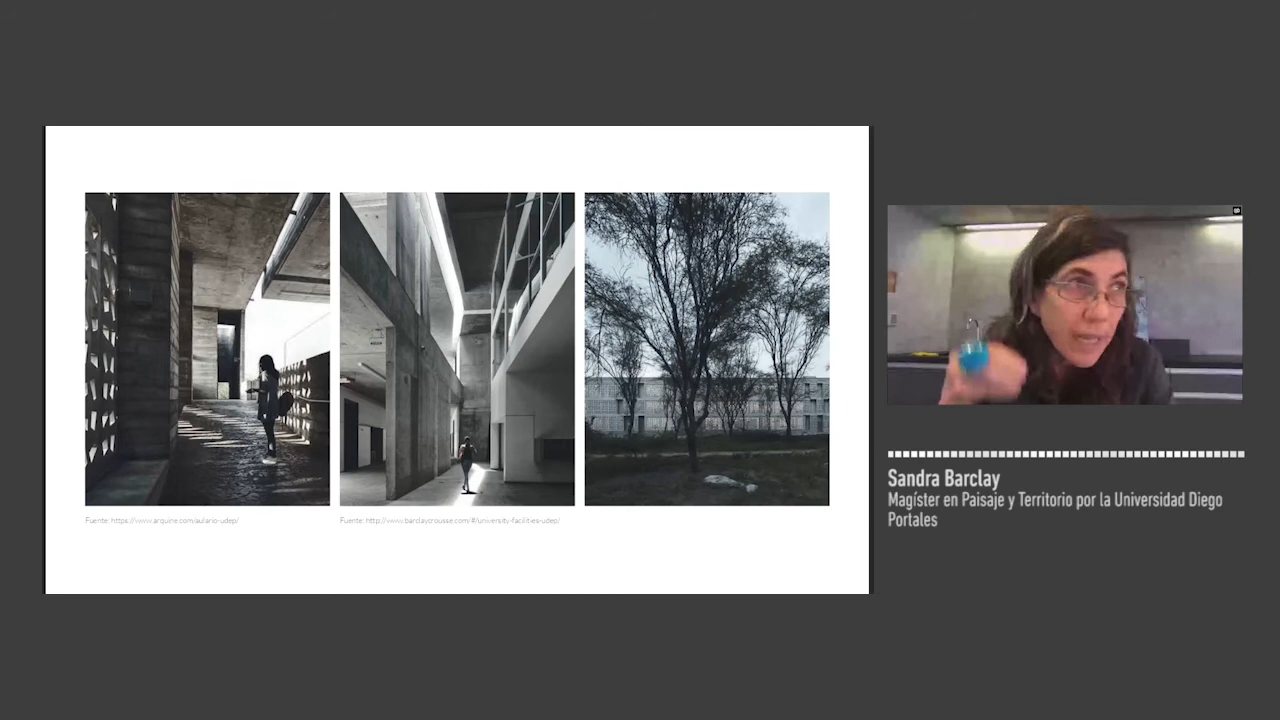 Fuente: https://www.arquine.com/aulario-udep/
Fuente: http://www.barclaycrousse.com/#/university-facilities-udep/
Sandra Barclay
Magíster en Paisaje y Territorio por la Universidad Diego
Portales